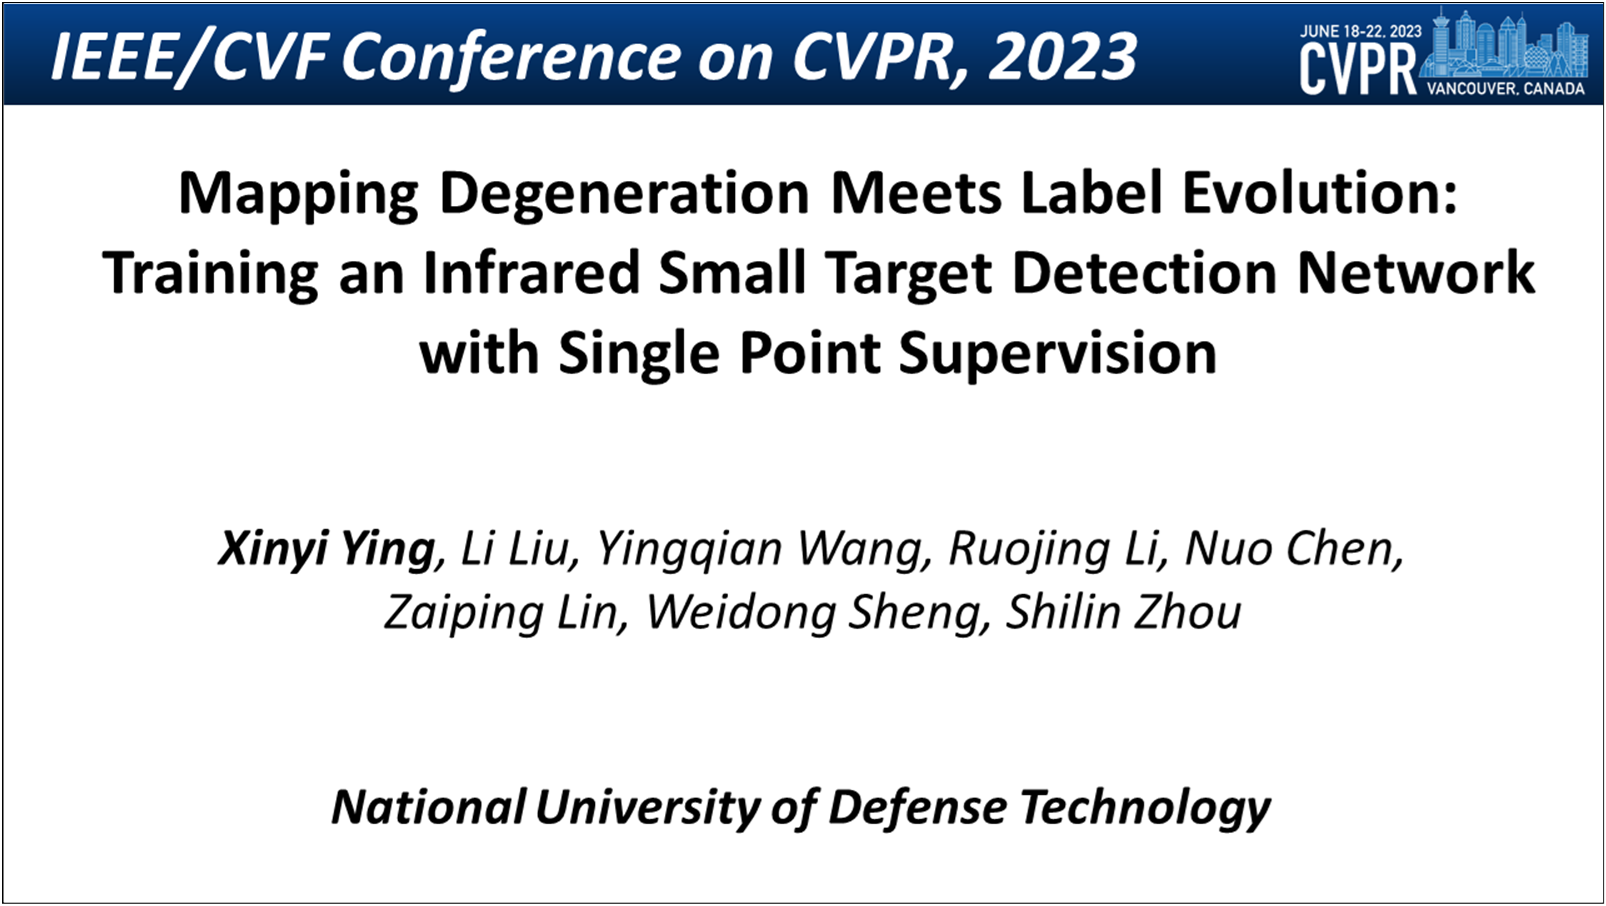 IEEE/CVF Conference on CVPR, 2023
JUNE 18-22, 2023
CVPR
VANCOUVER, CANADA
Mapping Degeneration Meets Label Evolution:
Training an Infrared Small Target Detection Network
with Single Point Supervision
Xinyi Ying, Li Liu, Yingqian Wang, Ruojing Li, Nuo Chen,
Zaiping Lin, Weidong Sheng, Shilin Zhou
National University of Defense Technology